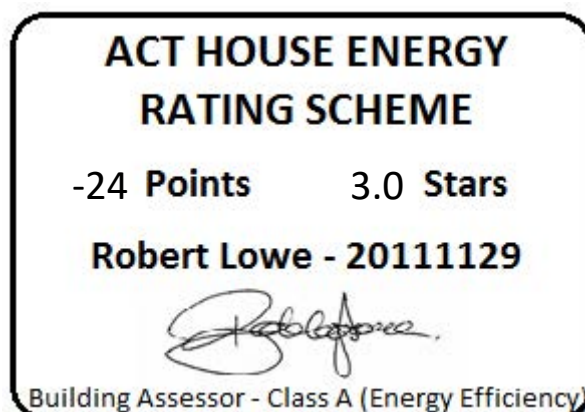 ACT HOUSE ENERGY
RATING SCHEME
-24 Points 3.0 Stars
Robert Lowe - 20111129
Building Assessor - Class A (Energy Efficiency)